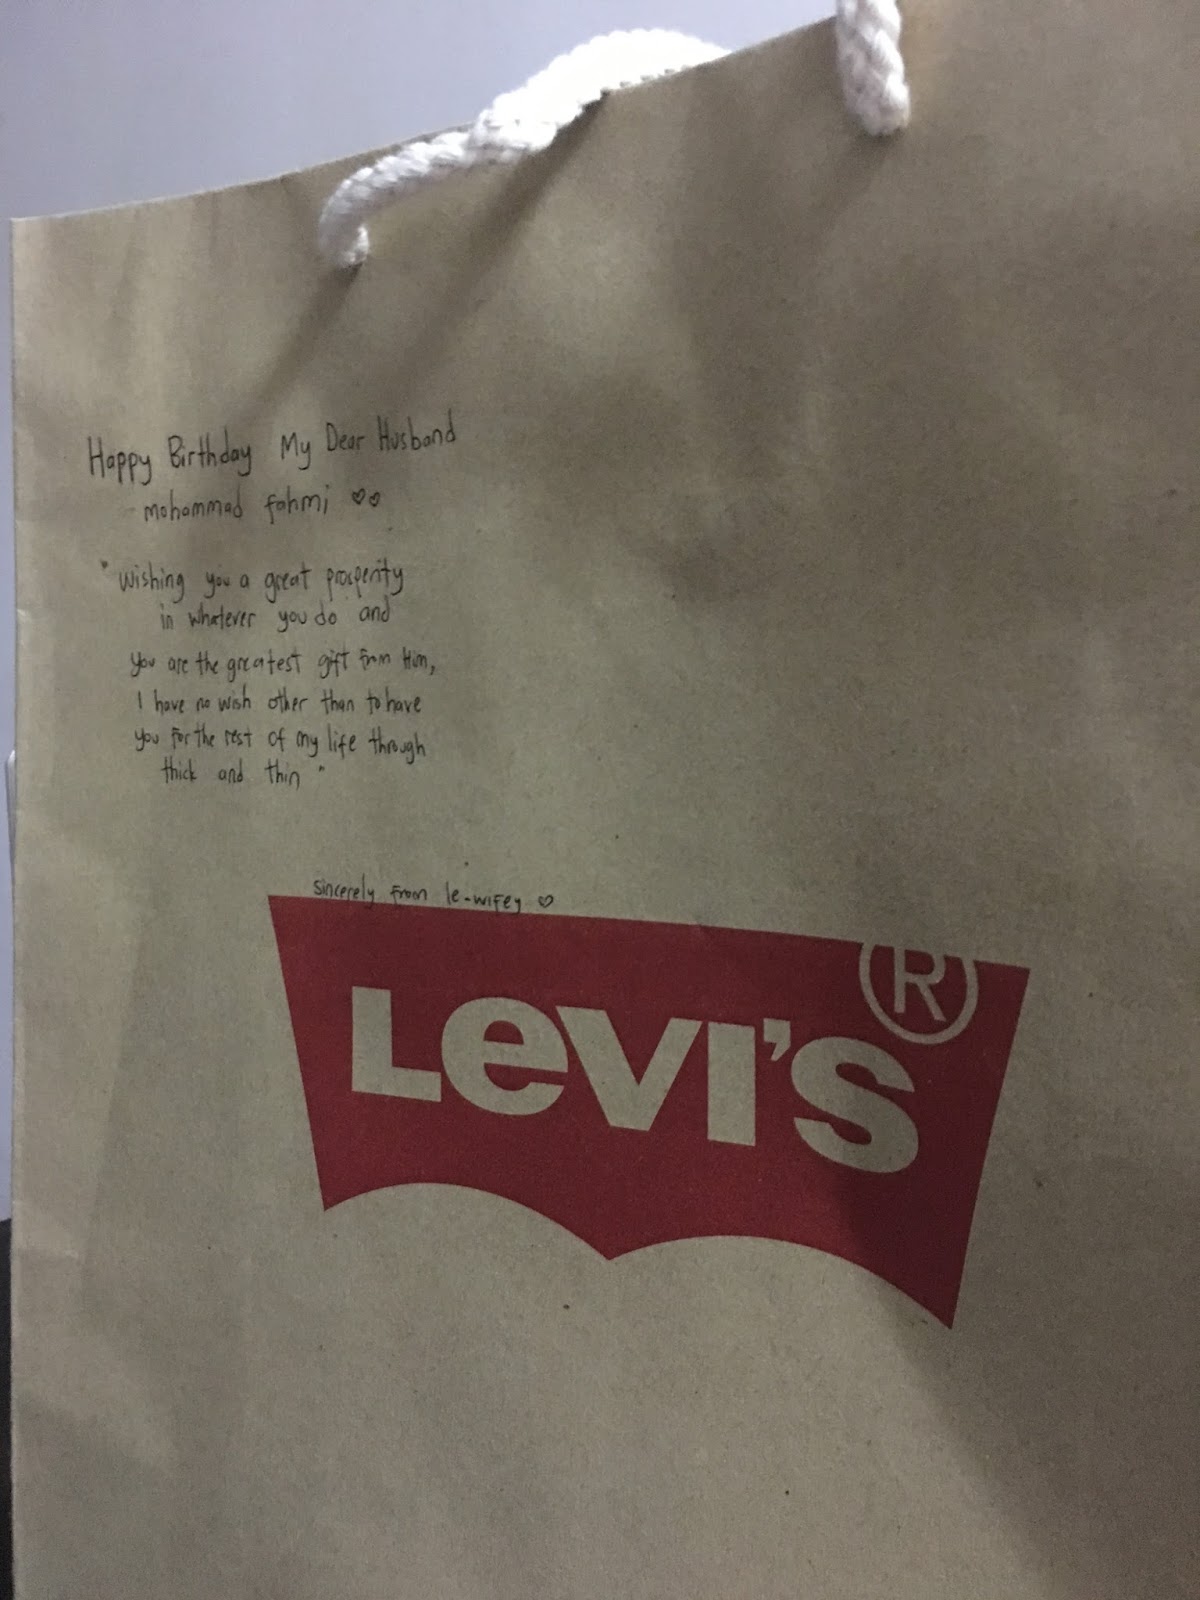 Happy Birthday My Dear Husband
mohammad fahmi ♡♡
"Wishing you a great prosperity
in whatever you do and
you are the greatest gift from Him,
I have no wish other than to have
you for the rest of my life through
thick and thin"
Sincerely from le-wifey ♡
LEVI'S®